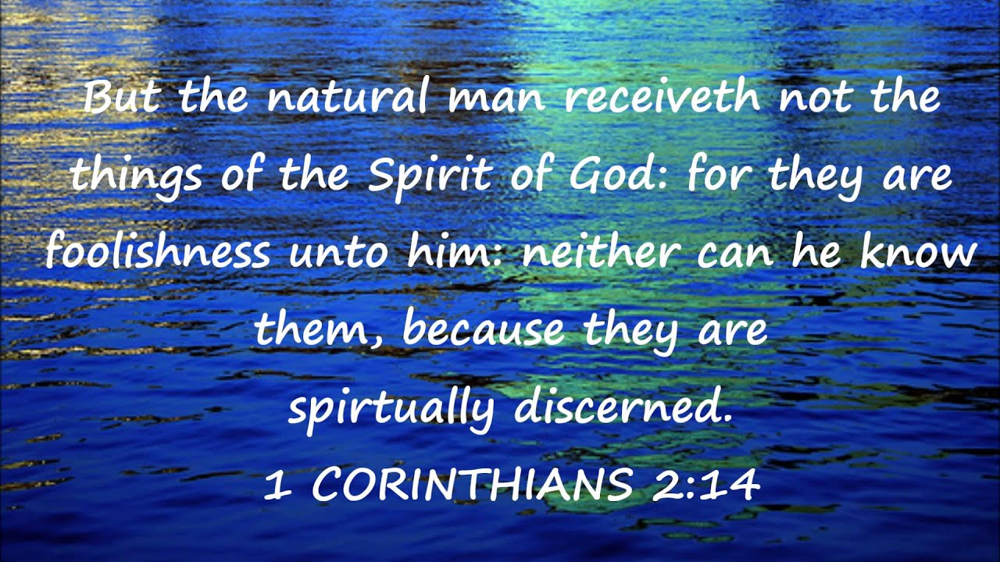 But the natural man receiveth not the
things of the Spirit of God: for they are
foolishness unto him: neither can he know
them, because they are
spirtually discerned.
1 CORINTHIANS 2:14